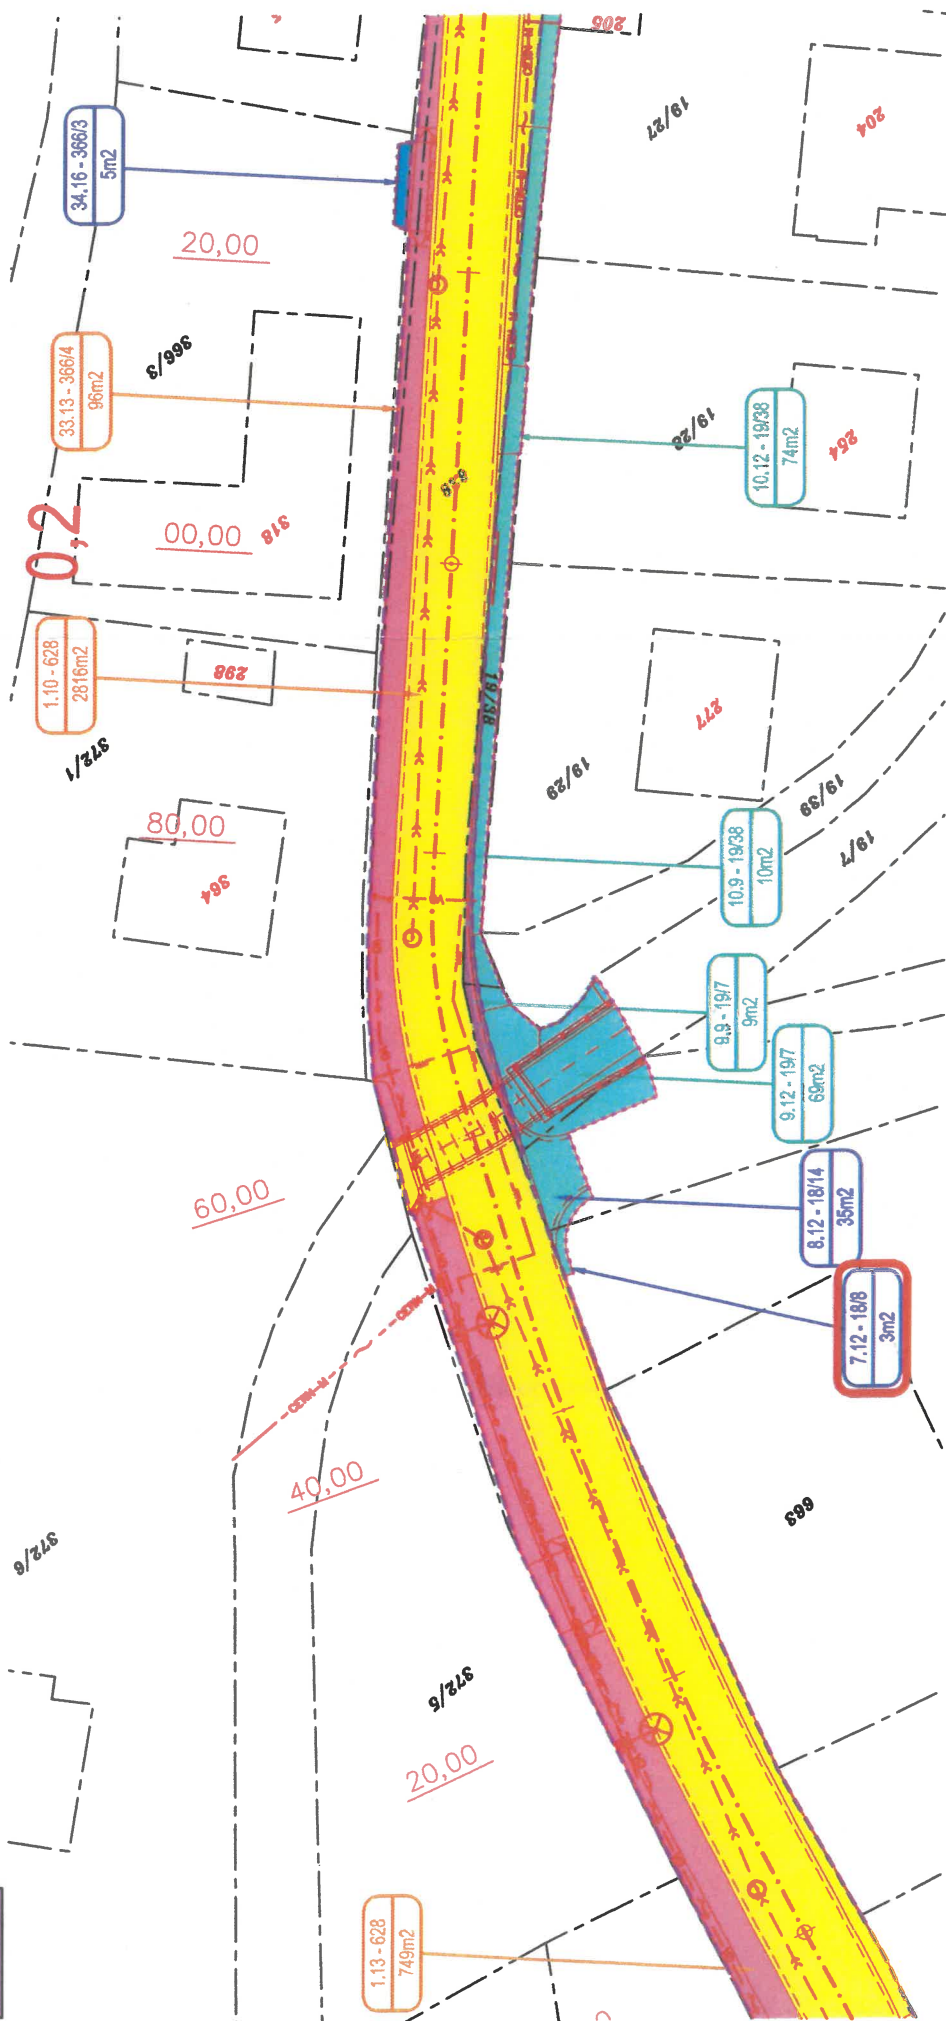 205
19/27
204
34.16 - 366/3
5m2
20,00
366/3
33.13 - 366/4
96m2
19/28
10.12 - 19/38
74m2
254
0,2
00,00
318
628
1.10 - 628
2816m2
298
19/38
277
372/1
19/29
19/39
80,00
364
10.9 - 19/38
10m2
19/7
9.9 - 19/7
9m2
9.12 - 19/7
69m2
60,00
8.12 - 18/14
35m2
7.12 - 18/8
3m2
40,00
663
372/6
372/5
20,00
1.13 - 628
749m2